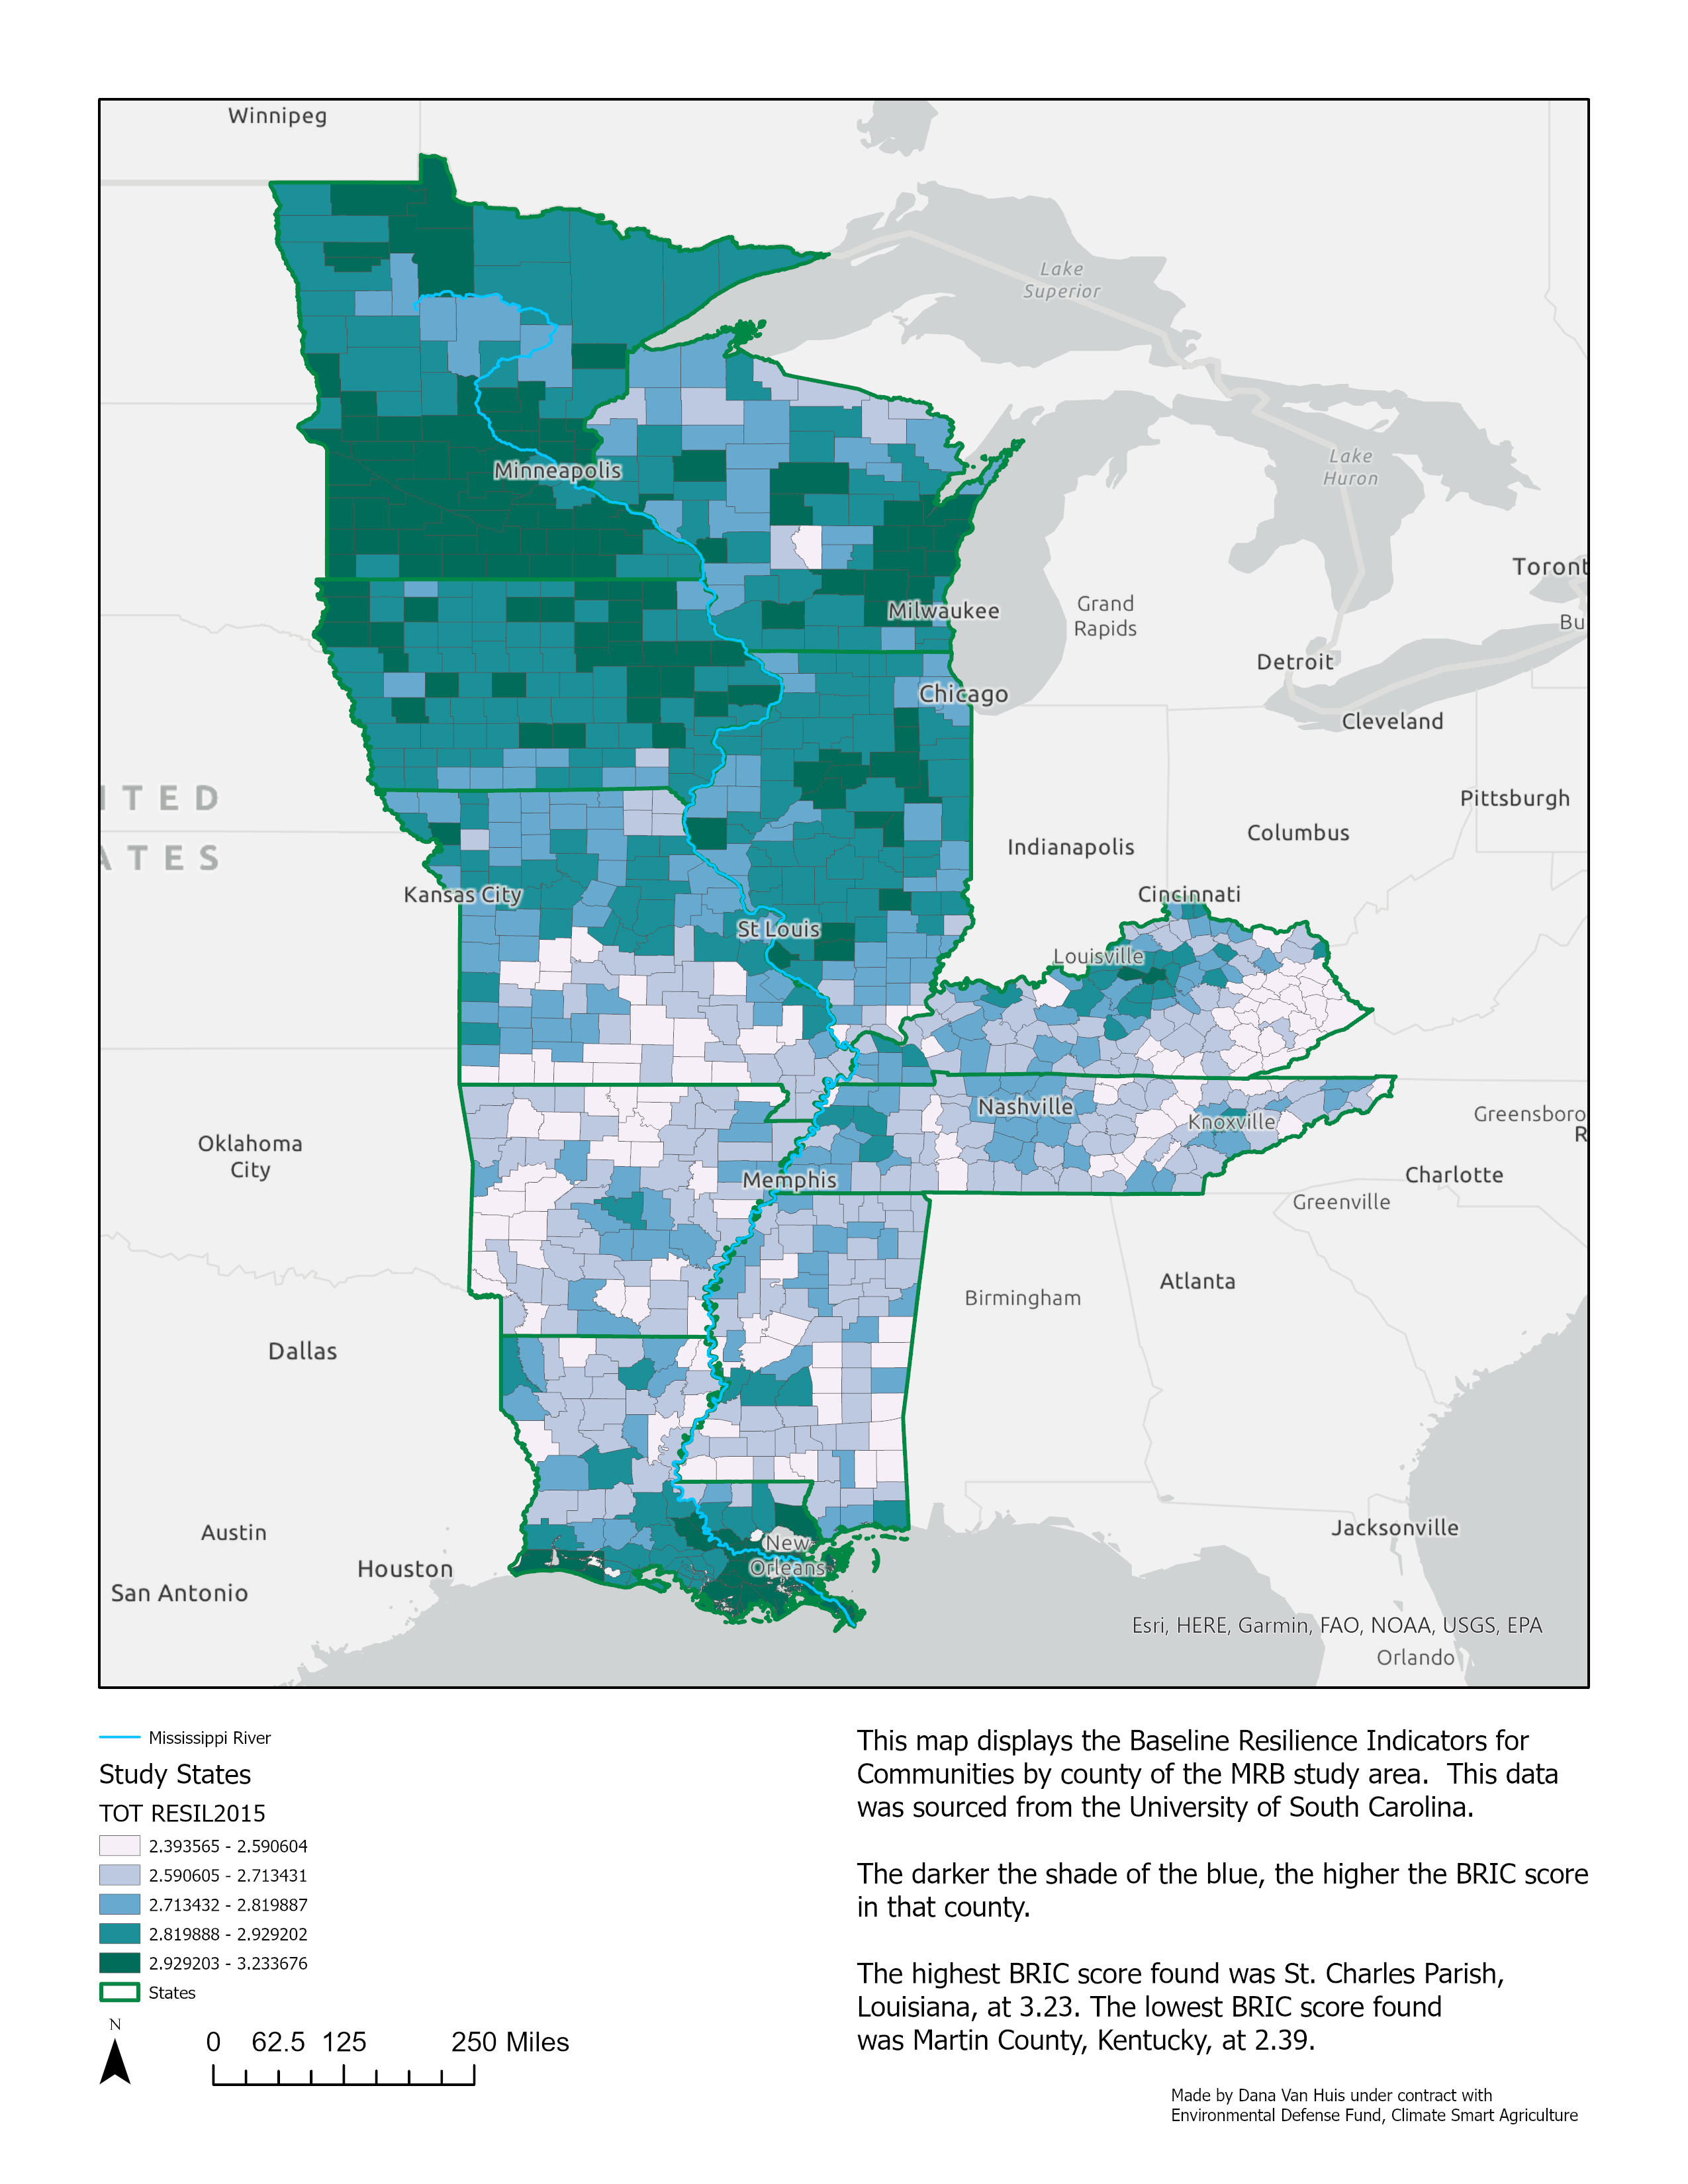 Winnipeg
Lake
Superior
Minneapolis
Lake
Huron
Toront
Bu
Grand
Rapids
Milwaukee
Detroit
Chicago
Cleveland
ITED
ATES
Pittsburgh
Columbus
Indianapolis
Kansas City
Cincinnati
St Louis
Louisville
Nashville
Knoxville
Greensboro
R
Oklahoma
City
Memphis
Charlotte
Greenville
Atlanta
Birmingham
Dallas
Austin
Jacksonville
New
Orleans
Houston
San Antonio
Esri, HERE, Garmin, FAO, NOAA, USGS, EPA
Orlando
Mississippi River
Study States
TOT RESIL2015
2.393565 - 2.590604
2.590605 - 2.713431
2.713432 - 2.819887
2.819888 - 2.929202
2.929203 - 3.233676
States
N
0 62.5 125 250 Miles
This map displays the Baseline Resilience Indicators for
Communities by county of the MRB study area. This data
was sourced from the University of South Carolina.
The darker the shade of the blue, the higher the BRIC score
in that county.
The highest BRIC score found was St. Charles Parish,
Louisiana, at 3.23. The lowest BRIC score found
was Martin County, Kentucky, at 2.39.
Made by Dana Van Huis under contract with
Environmental Defense Fund, Climate Smart Agriculture